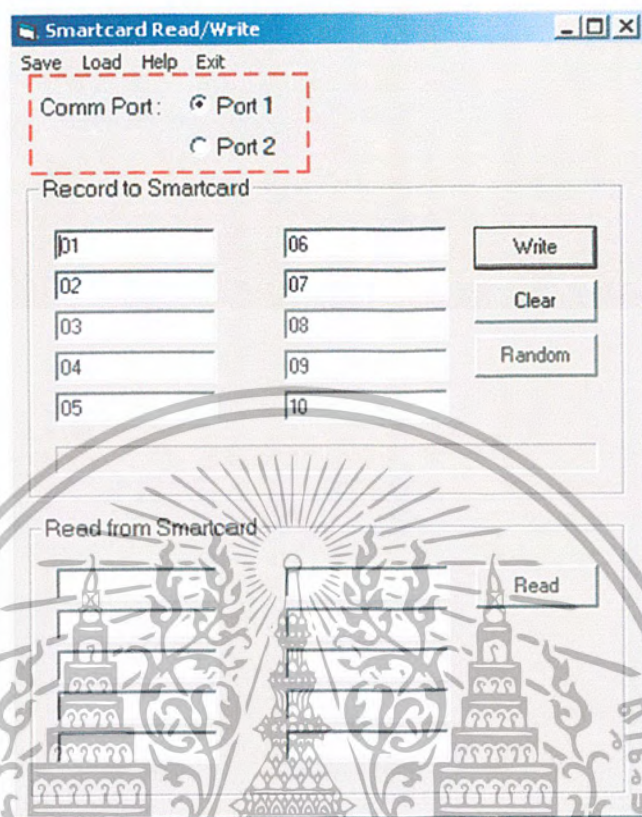 Smartcard Read/Write
Save Load Help Exit
Comm Port: Port 1
Port 2
Record to Smartcard
01 06 Write
02 07 Clear
03 08 Random
04 09
05 10
Read from Smartcard
Read